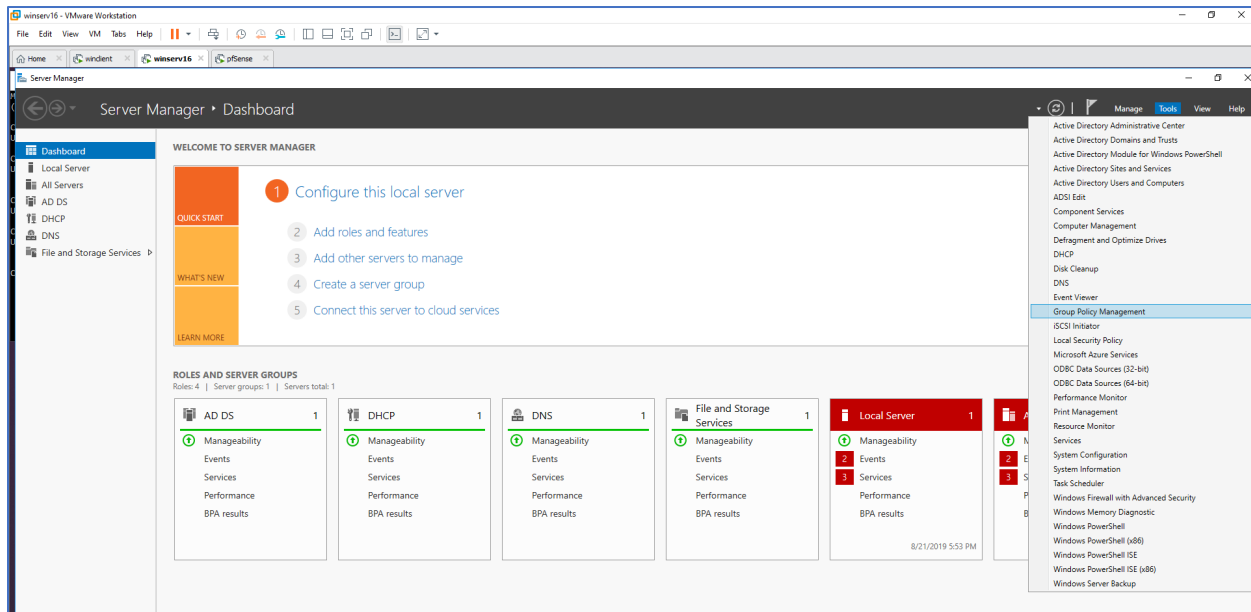 winserv16 - VMware Workstation
File Edit View VM Tabs Help
Home winclient winserv16 pfSense
Server Manager
Server Manager • Dashboard
Manage Tools View Help
Dashboard
Local Server
All Servers
AD DS
DHCP
DNS
File and Storage Services
WELCOME TO SERVER MANAGER
QUICK START
WHAT'S NEW
LEARN MORE
1 Configure this local server
2 Add roles and features
3 Add other servers to manage
4 Create a server group
5 Connect this server to cloud services
ROLES AND SERVER GROUPS
Roles: 4 | Server groups: 1 | Servers total: 1
AD DS 1
Manageability
Events
Services
Performance
BPA results
DHCP 1
Manageability
Events
Services
Performance
BPA results
DNS 1
Manageability
Events
Services
Performance
BPA results
File and Storage
Services 1
Manageability
Events
Services
Performance
BPA results
Local Server 1
Manageability
2 Events
3 Services
Performance
BPA results
8/21/2019 5:53 PM
A
M
2 E
3 S
P
B
Active Directory Administrative Center
Active Directory Domains and Trusts
Active Directory Module for Windows PowerShell
Active Directory Sites and Services
Active Directory Users and Computers
ADSI Edit
Component Services
Computer Management
Defragment and Optimize Drives
DHCP
Disk Cleanup
DNS
Event Viewer
Group Policy Management
iSCSI Initiator
Local Security Policy
Microsoft Azure Services
ODBC Data Sources (32-bit)
ODBC Data Sources (64-bit)
Performance Monitor
Print Management
Resource Monitor
Services
System Configuration
System Information
Task Scheduler
Windows Firewall with Advanced Security
Windows Memory Diagnostic
Windows PowerShell
Windows PowerShell (x86)
Windows PowerShell ISE
Windows PowerShell ISE (x86)
Windows Server Backup